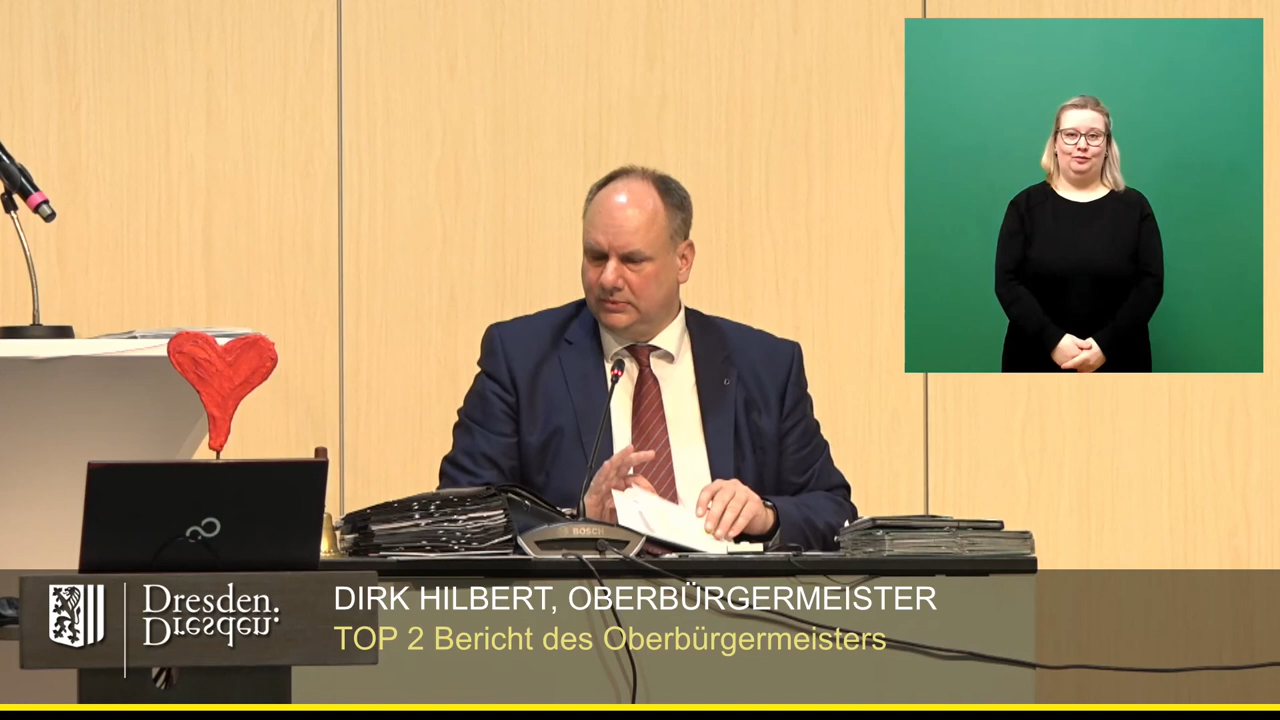 BOSCH
Dresden.
Dresden.
DIRK HILBERT, OBERBÜRGERMEISTER
TOP 2 Bericht des Oberbürgermeisters